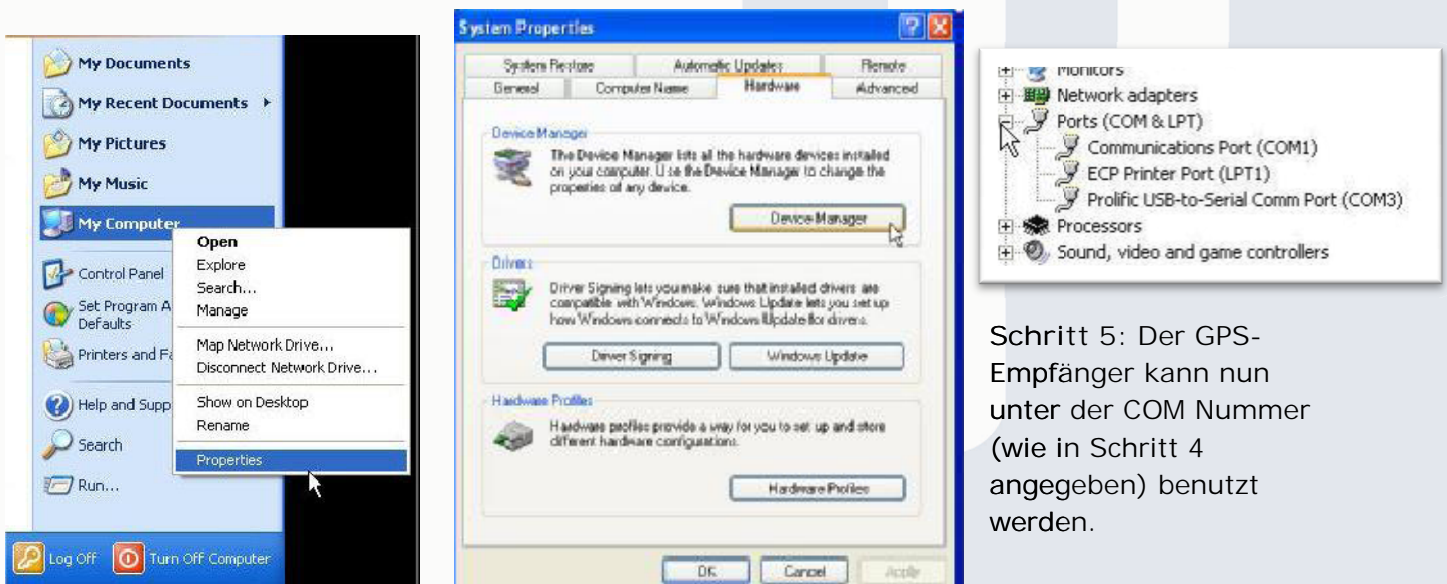 My Documents
My Recent Documents
My Pictures
My Music
My Computer
Control Panel
Set Program A
Defaults
Printers and Fa
Help and Supp
Search
Run...
Log Off
Turn Off Computer
Open
Explore
Search...
Manage
Map Network Drive...
Disconnect Network Drive...
Show on Desktop
Rename
Properties
System Properties
System Restore
Automatic Updates
Remote
General
Computer Name
Hardware
Advanced
Device Manager
The Device Manager lists all the hardware devices installed
on your computer. Use the Device Manager to change the
properties of any device.
Device Manager
Drivers
Driver Signing lets you make sure that installed drivers are
compatible with Windows. Windows Update lets you set up
how Windows connects to Windows Update for drivers.
Driver Signing
Windows Update
Hardware Profiles
Hardware profiles provide a way for you to set up and store
different hardware configurations.
Hardware Profiles
OK
Cancel
Apply
Monitors
Network adapters
Ports (COM & LPT)
Communications Port (COM1)
ECP Printer Port (LPT1)
Prolific USB-to-Serial Comm Port (COM3)
Processors
Sound, video and game controllers
Schritt 5: Der GPS-
Empfänger kann nun
unter der COM Nummer
(wie in Schritt 4
angegeben) benutzt
werden.